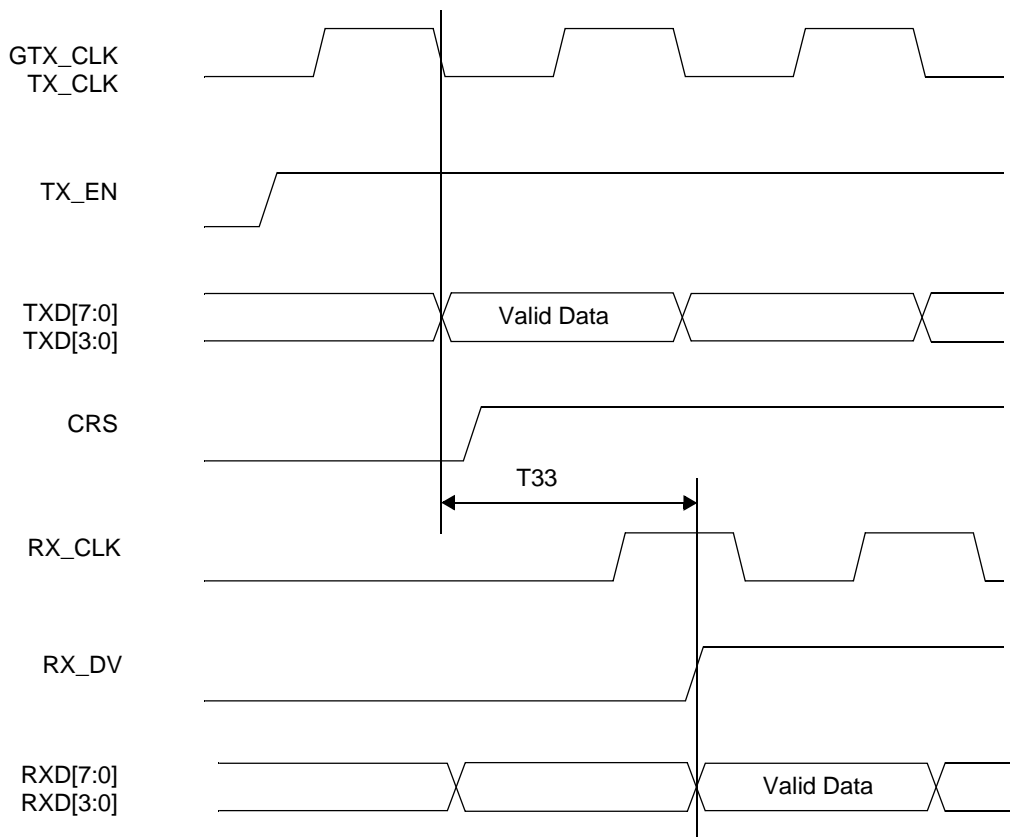 GTX_CLK
TX_CLK
TX_EN
TXD[7:0]
TXD[3:0]
Valid Data
CRS
T33
RX_CLK
RX_DV
RXD[7:0]
RXD[3:0]
Valid Data